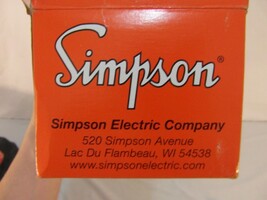 Simpson®
Simpson Electric Company
520 Simpson Avenue
Lac Du Flambeau, WI 54538
www.simpsonelectric.com